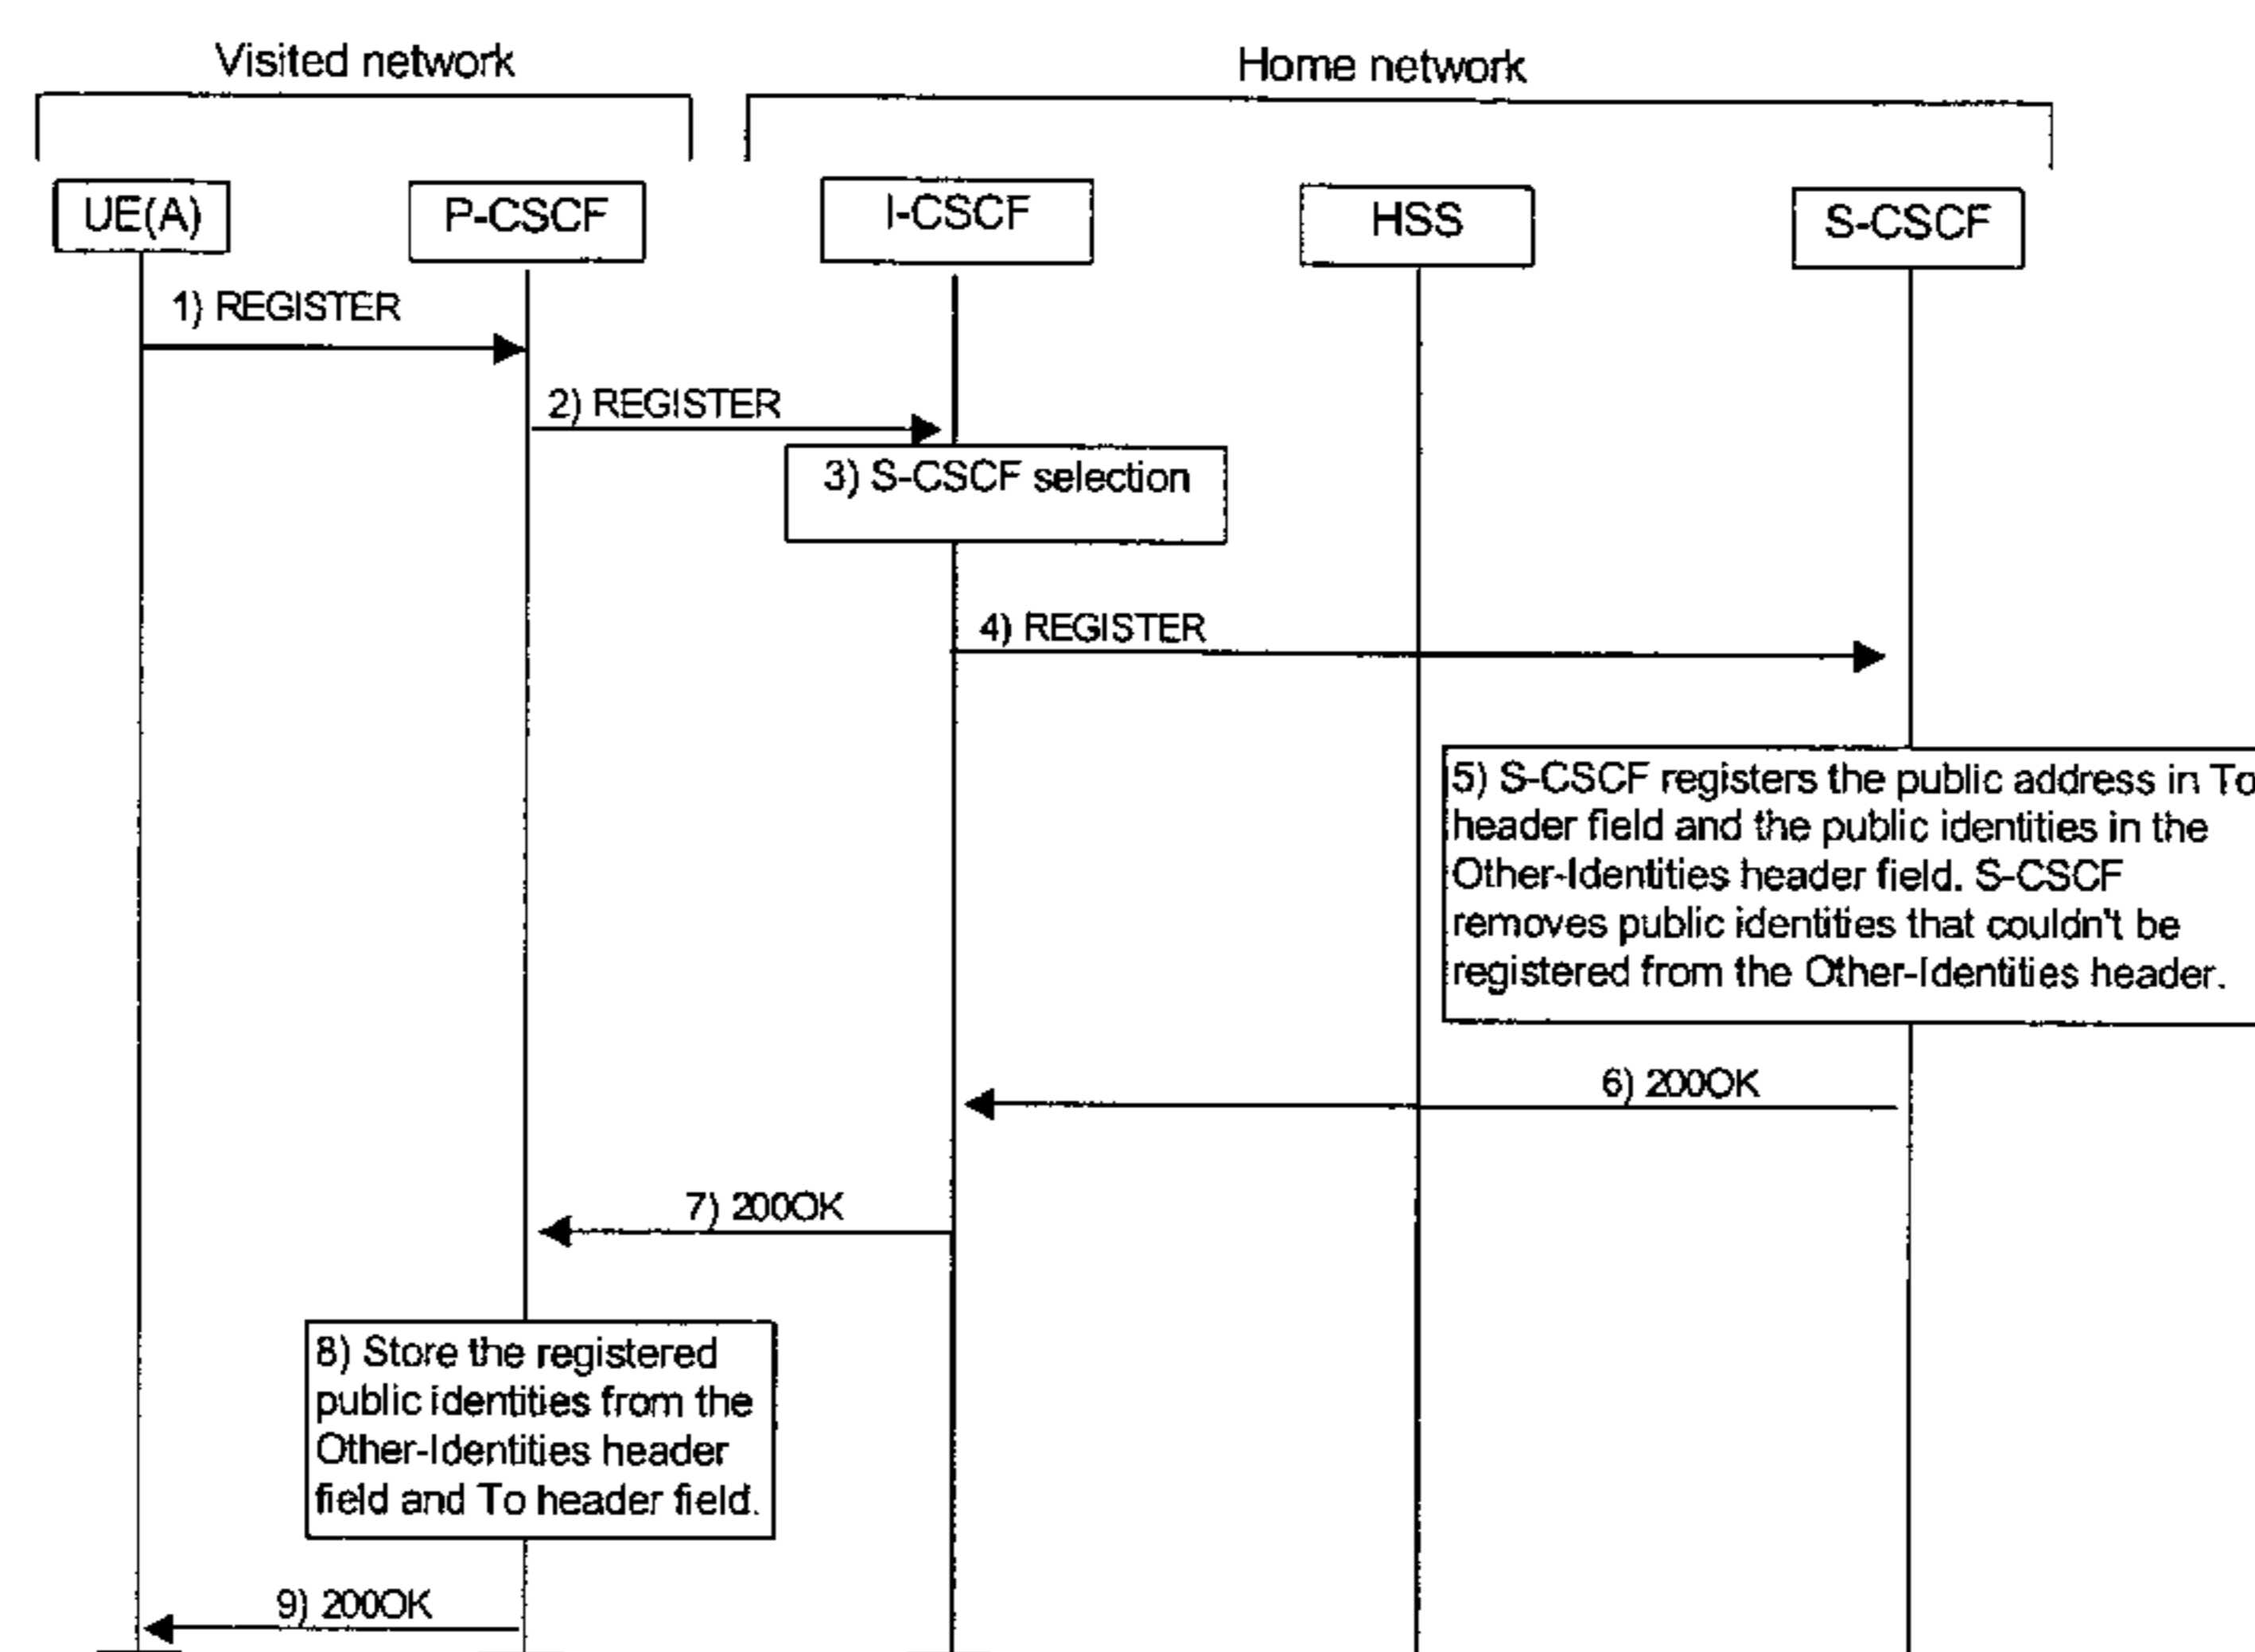 Visited network
Home network
UE(A)
P-CSCF
I-CSCF
HSS
S-CSCF
1) REGISTER
2) REGISTER
3) S-CSCF selection
4) REGISTER
5) S-CSCF registers the public address in To
header field and the public identities in the
Other-Identities header field. S-CSCF
removes public identities that couldn't be
registered from the Other-Identities header.
6) 200OK
7) 200OK
8) Store the registered
public identities from the
Other-Identities header
field and To header field.
9) 200OK